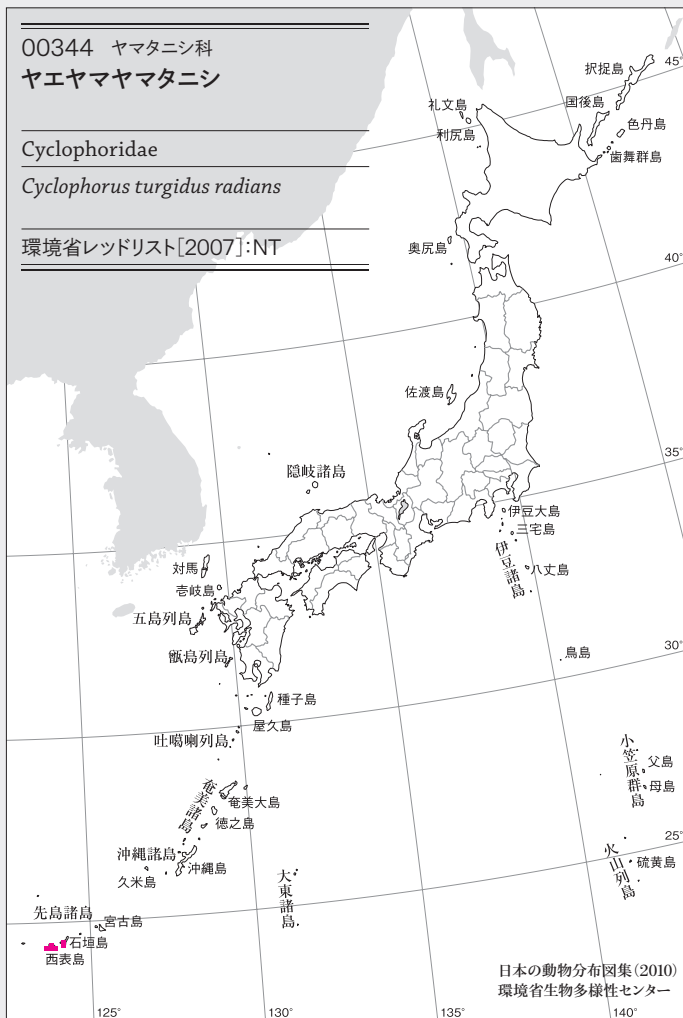 00344 ヤマタニシ科
ヤエヤマヤマタニシ
Cyclophoridae
Cyclophorus turgidus radians
環境省レッドリスト[2007]:NT
択捉島
45°
国後島
礼文島
色丹島
利尻島
歯舞群島
奥尻島
40°
佐渡島
35°
隠岐諸島
伊豆大島
三宅島
伊豆諸島
八丈島
対馬
壱岐島
五島列島
甑島列島
鳥島
30°
種子島
屋久島
吐噶喇列島
小笠原群島
父島
母島
奄美諸島
奄美大島
徳之島
25°
沖縄諸島
沖縄島
久米島
火山列島
硫黄島
大東諸島
先島諸島
宮古島
石垣島
西表島
日本の動物分布図集(2010)
環境省生物多様性センター
125°
130°
135°
140°